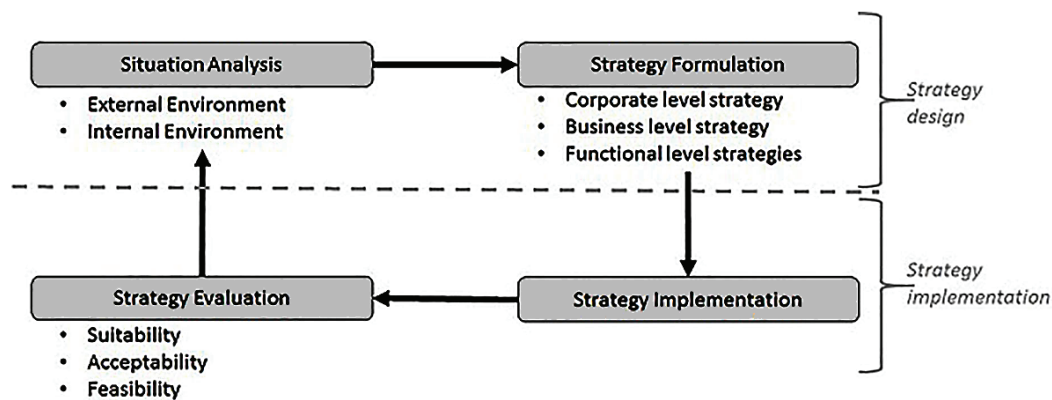 Situation Analysis
• External Environment
• Internal Environment
Strategy Formulation
• Corporate level strategy
• Business level strategy
• Functional level strategies
Strategy
design
Strategy Evaluation
• Suitability
• Acceptability
• Feasibility
Strategy Implementation
Strategy
implementation